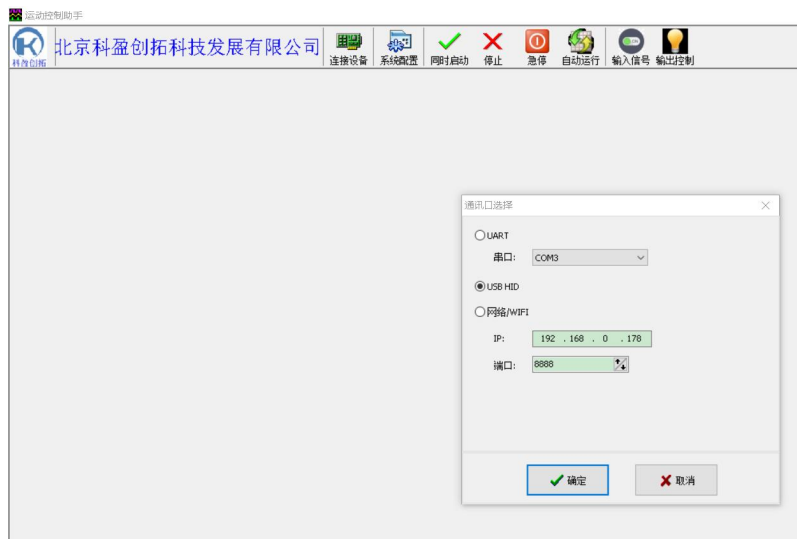 运动控制助手
科盈创拓
北京科盈创拓科技发展有限公司
连接设备 系统配置 同时启动 停止 急停 自动运行 输入信号 输出控制
通讯口选择
UART
串口: COM3
USB HID
网络/WIFI
IP: 192 . 168 . 0 . 178
端口: 8888
确定 取消